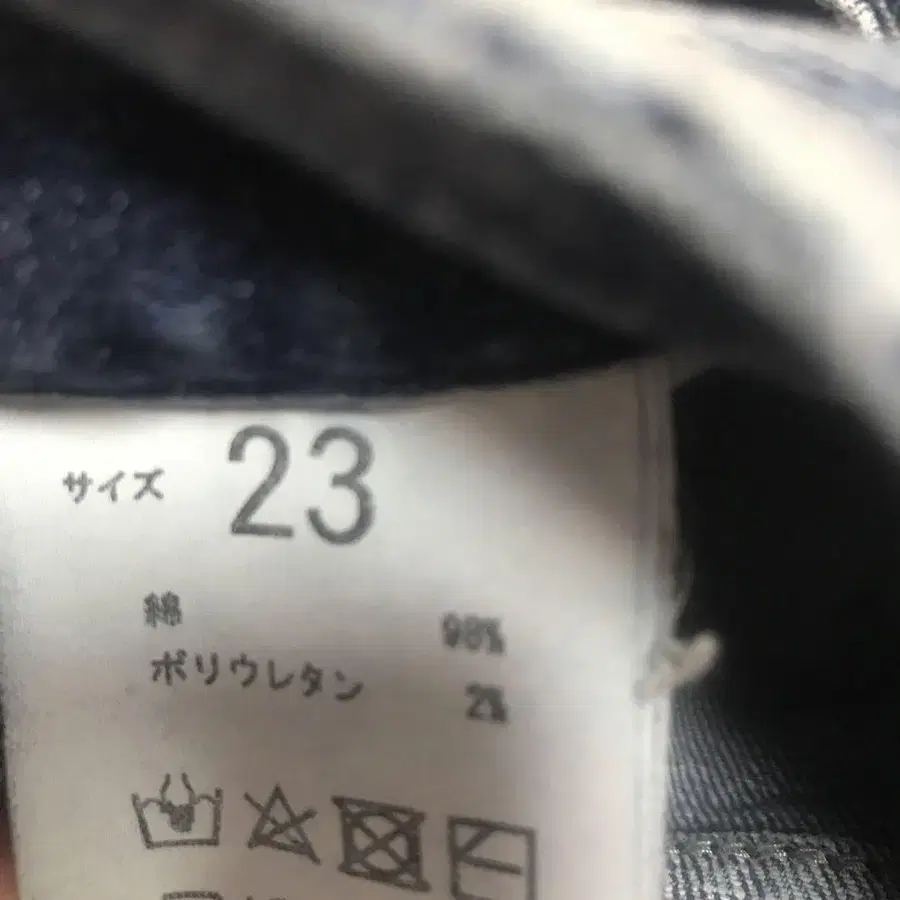 サイズ 23
綿 98%
ポリウレタン 2%